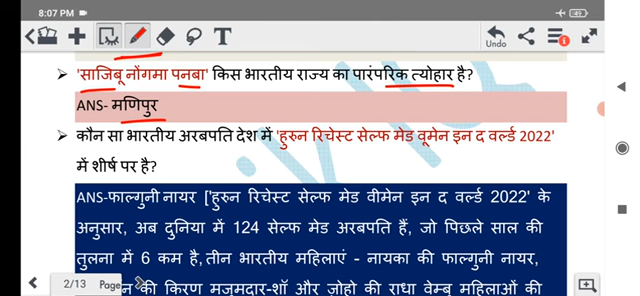 8:07 PM
49
Undo
'साजिबू नोंगमा पनबा' किस भारतीय राज्य का पारंपरिक त्योहार है?
ANS- मणिपुर
कौन सा भारतीय अरबपति देश में 'हुरुन रिचेस्ट सेल्फ मेड वूमेन इन द वर्ल्ड 2022'
में शीर्ष पर है?
ANS-फाल्गुनी नायर ['हुरुन रिचेस्ट सेल्फ मेड वीमेन इन द वर्ल्ड 2022' के
अनुसार, अब दुनिया में 124 सेल्फ मेड अरबपति हैं, जो पिछले साल की
तुलना में 6 कम है, तीन भारतीय महिलाएं - नायका की फाल्गुनी नायर,
की किरण मजूमदार-शॉ और ज़ोहो की राधा वेम्बु महिलाओं की
2/13 Page